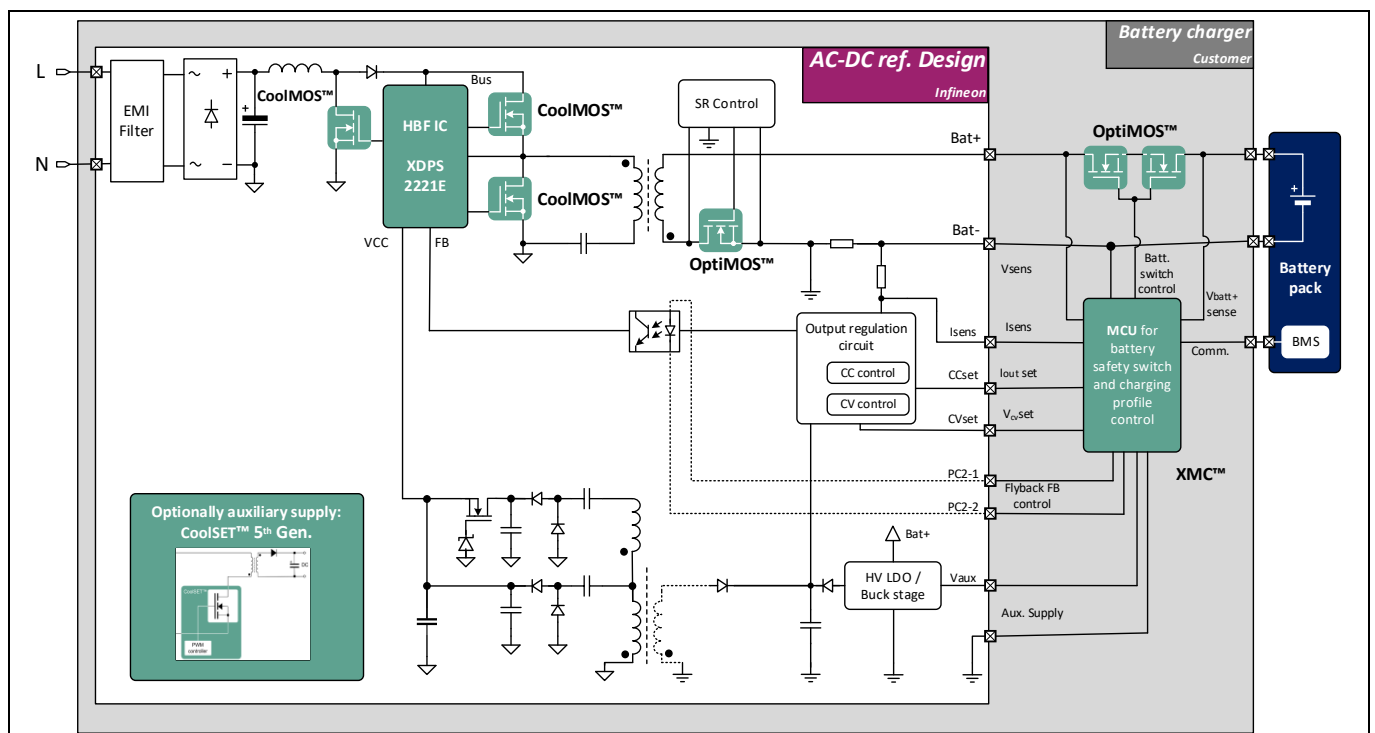 Battery charger
Customer
AC-DC ref. Design
Infineon
L
N
EMI
Filter
~
~
+
−
+
CoolMOS™
Bus
HBF IC
XDPS
2221E
VCC
FB
CoolMOS™
CoolMOS™
SR Control
OptiMOS™
Bat+
Bat-
OptiMOS™
Vsens
Batt.
switch
control
Vbatt+
sense
+
Battery
pack
BMS
Output regulation
circuit
CC control
CV control
Isens
Isens
CCset
Iout set
CVset
Vcvset
MCU for
battery
safety switch
and charging
profile
control
Comm.
XMC™
PC2-1
Flyback FB
control
PC2-2
Bat+
HV LDO /
Buck stage
Vaux
Aux. Supply
Optionally auxiliary supply:
CoolSET™ 5th Gen.
CoolSET™
PWM
controller
DC